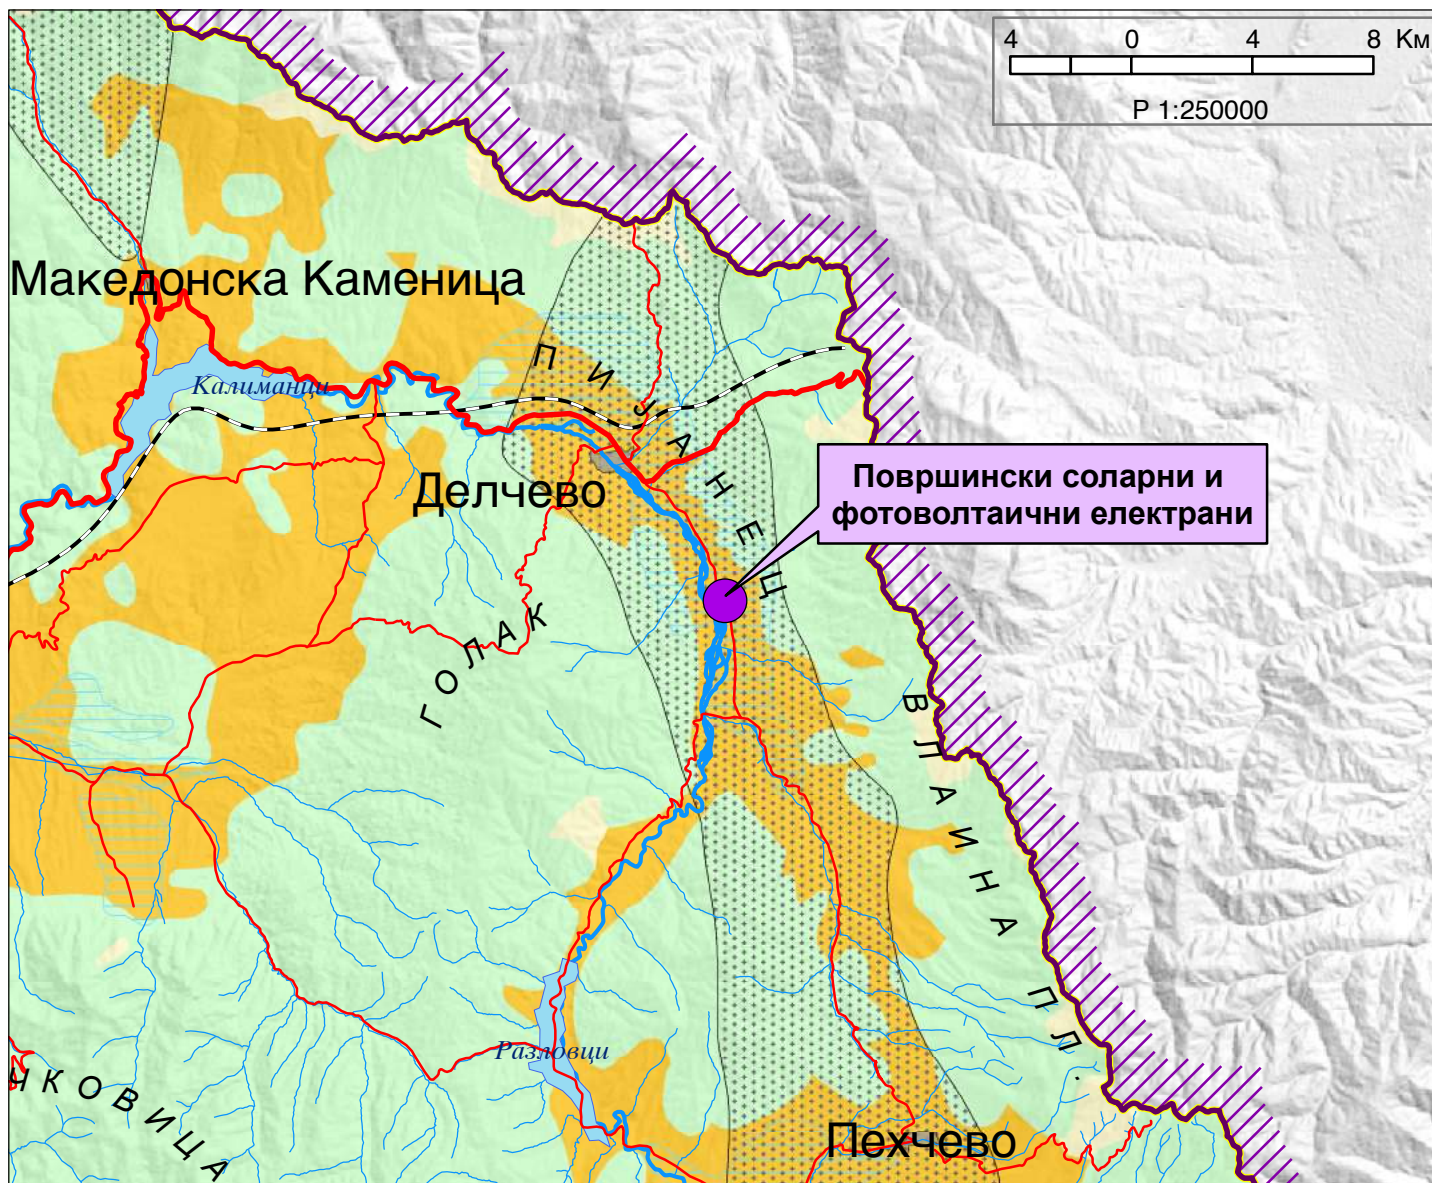 4 0 4 8 Км
Р 1:250000
Македонска Каменица
Калиманци
ПИЈАНЕЦ
Делчево
Површински соларни и
фотоволтаични електрани
ГОЛАК
ВЛАИНА ПЛ.
Разловци
ЧКОВИЦА
Пехчево